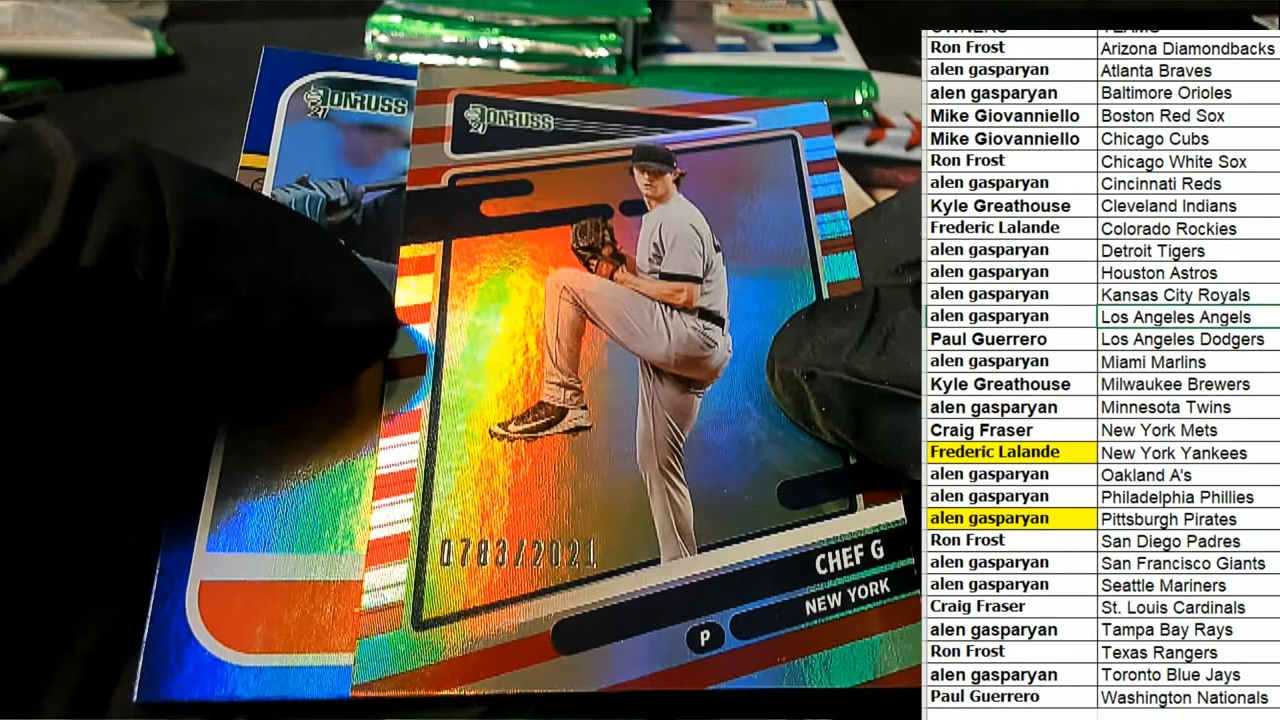 DONRUSS
21
DONRUSS
21
0783/2021
CHEF G
NEW YORK
P
OWNERS TEAMS
Ron Frost Arizona Diamondbacks
alen gasparyan Atlanta Braves
alen gasparyan Baltimore Orioles
Mike Giovanniello Boston Red Sox
Mike Giovanniello Chicago Cubs
Ron Frost Chicago White Sox
alen gasparyan Cincinnati Reds
Kyle Greathouse Cleveland Indians
Frederic Lalande Colorado Rockies
alen gasparyan Detroit Tigers
alen gasparyan Houston Astros
alen gasparyan Kansas City Royals
alen gasparyan Los Angeles Angels
Paul Guerrero Los Angeles Dodgers
alen gasparyan Miami Marlins
Kyle Greathouse Milwaukee Brewers
alen gasparyan Minnesota Twins
Craig Fraser New York Mets
Frederic Lalande New York Yankees
alen gasparyan Oakland A's
alen gasparyan Philadelphia Phillies
alen gasparyan Pittsburgh Pirates
Ron Frost San Diego Padres
alen gasparyan San Francisco Giants
alen gasparyan Seattle Mariners
Craig Fraser St. Louis Cardinals
alen gasparyan Tampa Bay Rays
Ron Frost Texas Rangers
alen gasparyan Toronto Blue Jays
Paul Guerrero Washington Nationals